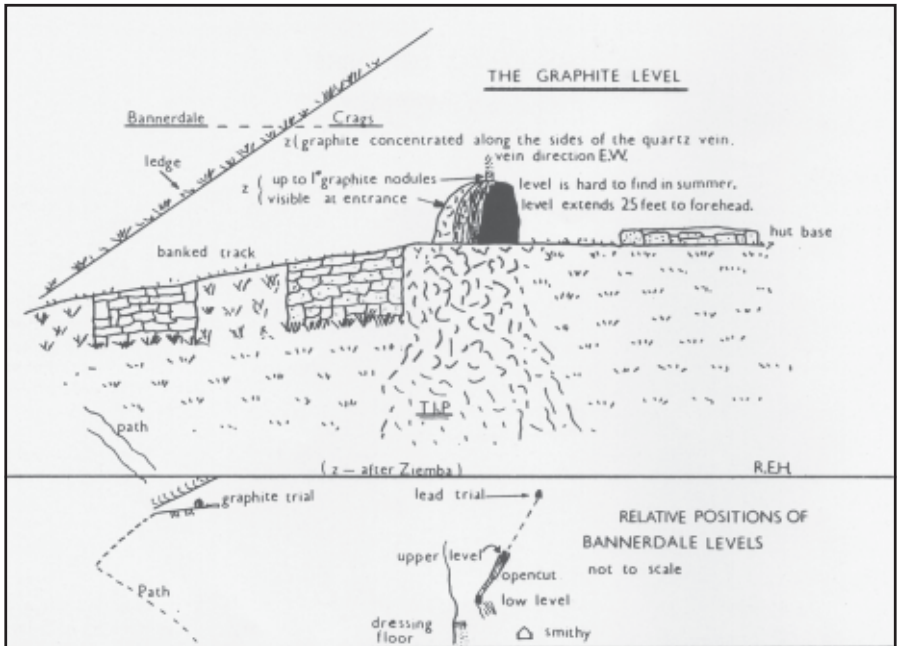 THE GRAPHITE LEVEL
Bannerdale Crags
z (graphite concentrated along the sides of the quartz vein.
vein direction E.W.
ledge
z ( up to 1" graphite nodules
( visible at entrance
level is hard to find in summer.
level extends 25 feet to forehead.
hut base
banked track
TIP
path
( z — after Ziemba )
R.E.H.
graphite trial
lead trial
RELATIVE POSITIONS OF
BANNERDALE LEVELS
not to scale
upper level
opencut
low level
Path
dressing
floor
smithy